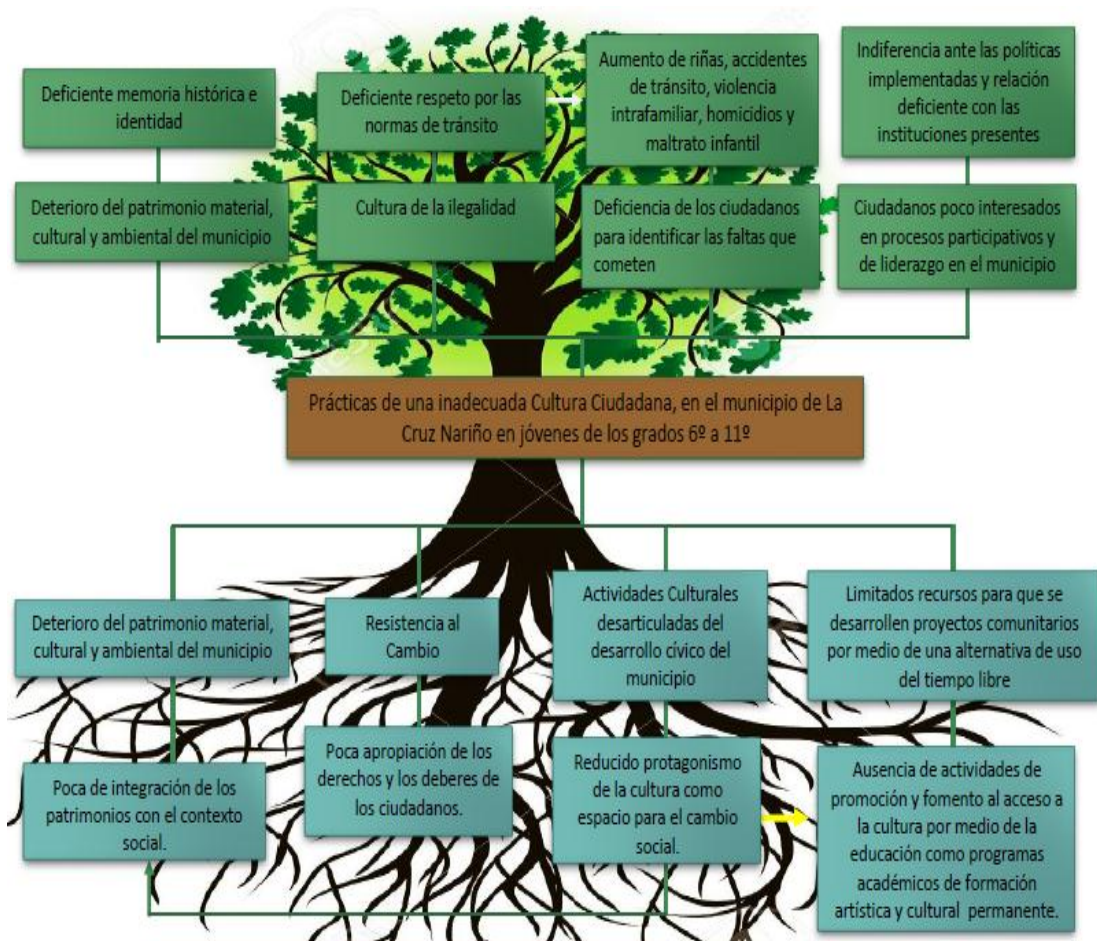 Deficiente memoria histórica e
identidad
Deficiente respeto por las
normas de tránsito
Aumento de riñas, accidentes
de tránsito, violencia
intrafamiliar, homicidios y
maltrato infantil
Indiferencia ante las políticas
implementadas y relación
deficiente con las
instituciones presentes
Deterioro del patrimonio material,
cultural y ambiental del municipio
Cultura de la ilegalidad
Deficiencia de los ciudadanos
para identificar las faltas que
cometen
Ciudadanos poco interesados
en procesos participativos y
de liderazgo en el municipio
Prácticas de una inadecuada Cultura Ciudadana, en el municipio de La
Cruz Nariño en jóvenes de los grados 6º a 11º
Deterioro del patrimonio material,
cultural y ambiental del municipio
Resistencia al
Cambio
Actividades Culturales
desarticuladas del
desarrollo cívico del
municipio
Limitados recursos para que se
desarrollen proyectos comunitarios
por medio de una alternativa de uso
del tiempo libre
Poca de integración de los
patrimonios con el contexto
social.
Poca apropiación de los
derechos y los deberes de
los ciudadanos.
Reducido protagonismo
de la cultura como
espacio para el cambio
social.
Ausencia de actividades de
promoción y fomento al acceso a
la cultura por medio de la
educación como programas
académicos de formación
artística y cultural permanente.